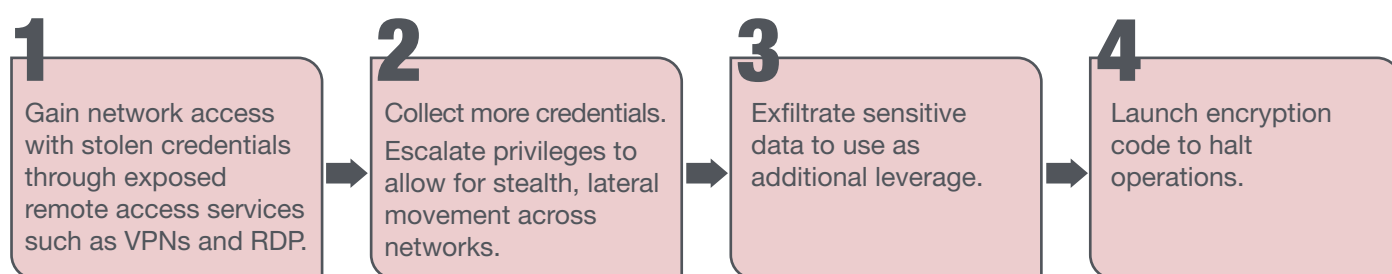 1
Gain network access
with stolen credentials
through exposed
remote access services
such as VPNs and RDP.
2
Collect more credentials.
Escalate privileges to
allow for stealth, lateral
movement across
networks.
3
Exfiltrate sensitive
data to use as
additional leverage.
4
Launch encryption
code to halt
operations.